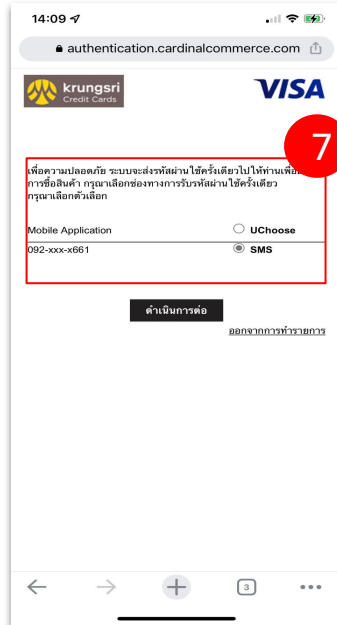 14:09
authentication.cardinalcommerce.com
krungsri
Credit Cards
VISA
7
เพื่อความปลอดภัย ระบบจะส่งรหัสผ่านใช้ครั้งเดียวไปให้ท่าน
การซื้อสินค้า กรุณาเลือกช่องทางการรับรหัสผ่านใช้ครั้งเดียว
กรุณาเลือกตัวเลือก
Mobile Application UChoose
092-xxx-x661 SMS
ดำเนินการต่อ
ออกจากการทำรายการ
3